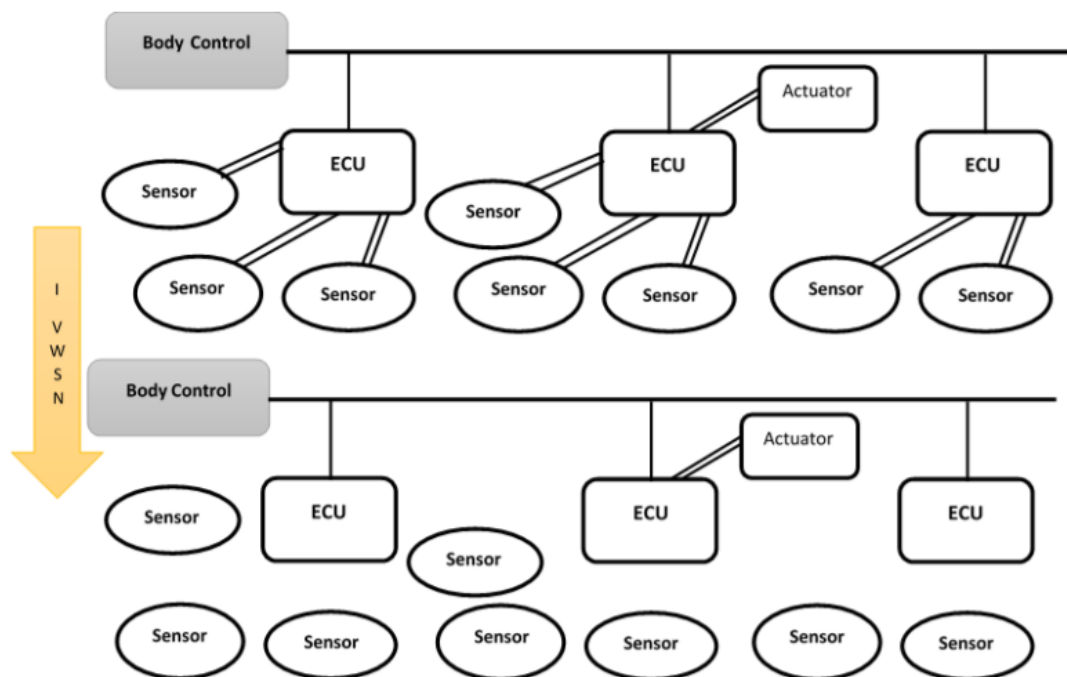 Body Control
Actuator
ECU
ECU
ECU
Sensor
Sensor
Sensor
Sensor
Sensor
Sensor
Sensor
Sensor
I
V
W
S
N
Body Control
Actuator
ECU
ECU
ECU
Sensor
Sensor
Sensor
Sensor
Sensor
Sensor
Sensor
Sensor